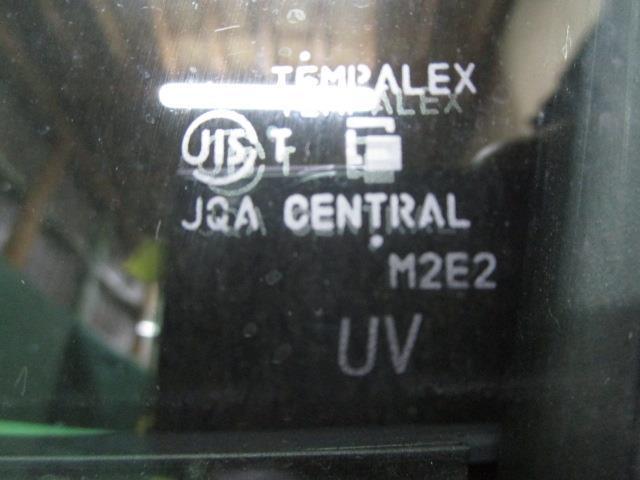 TEMPALEX
JIS T
JQA CENTRAL
M2E2
UV